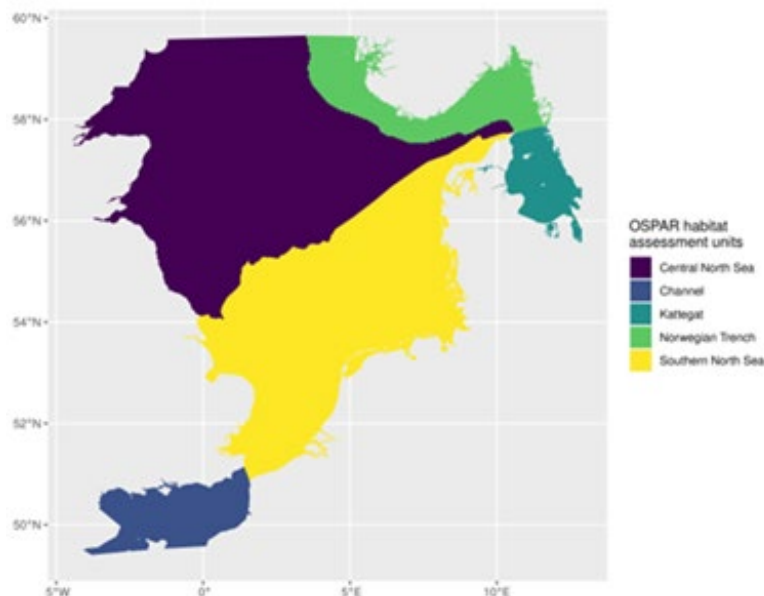 60°N
58°N
56°N
54°N
52°N
50°N
5°W
0°
5°E
10°E
OSPAR habitat
assessment units
Central North Sea
Channel
Kattegat
Norwegian Trench
Southern North Sea